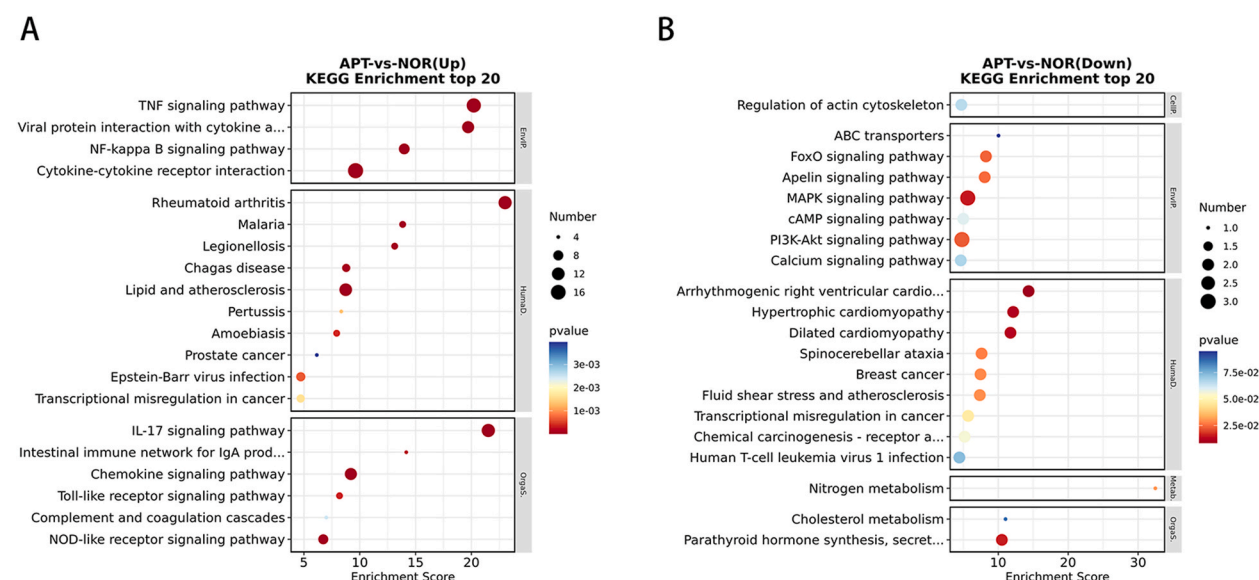 A
APT-vs-NOR(Up)
KEGG Enrichment top 20
TNF signaling pathway
Viral protein interaction with cytokine a...
NF-kappa B signaling pathway
Cytokine-cytokine receptor interaction
EnvIP.
Rheumatoid arthritis
Malaria
Legionellosis
Chagas disease
Lipid and atherosclerosis
Pertussis
Amoebiasis
Prostate cancer
Epstein-Barr virus infection
Transcriptional misregulation in cancer
HumaD.
IL-17 signaling pathway
Intestinal immune network for IgA prod...
Chemokine signaling pathway
Toll-like receptor signaling pathway
Complement and coagulation cascades
NOD-like receptor signaling pathway
OrgaS.
5 10 15 20
Enrichment Score
Number
4
8
12
16
pvalue
3e-03
2e-03
1e-03
B
APT-vs-NOR(Down)
KEGG Enrichment top 20
Regulation of actin cytoskeleton
CellP.
ABC transporters
FoxO signaling pathway
Apelin signaling pathway
MAPK signaling pathway
cAMP signaling pathway
PI3K-Akt signaling pathway
Calcium signaling pathway
EnvIP.
Arrhythmogenic right ventricular cardio...
Hypertrophic cardiomyopathy
Dilated cardiomyopathy
Spinocerebellar ataxia
Breast cancer
Fluid shear stress and atherosclerosis
Transcriptional misregulation in cancer
Chemical carcinogenesis - receptor a...
Human T-cell leukemia virus 1 infection
HumaD.
Nitrogen metabolism
Metab.
Cholesterol metabolism
Parathyroid hormone synthesis, secret...
OrgaS.
10 20 30
Enrichment Score
Number
1.0
1.5
2.0
2.5
3.0
pvalue
7.5e-02
5.0e-02
2.5e-02